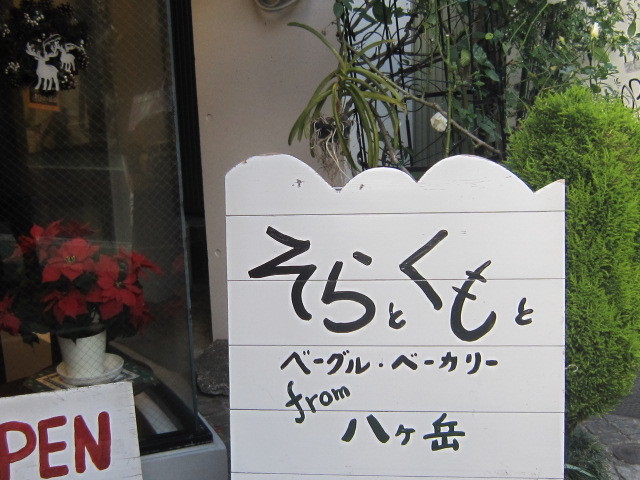 そらとくもと
ベーグル・ベーカリー
from
八ヶ岳
PEN